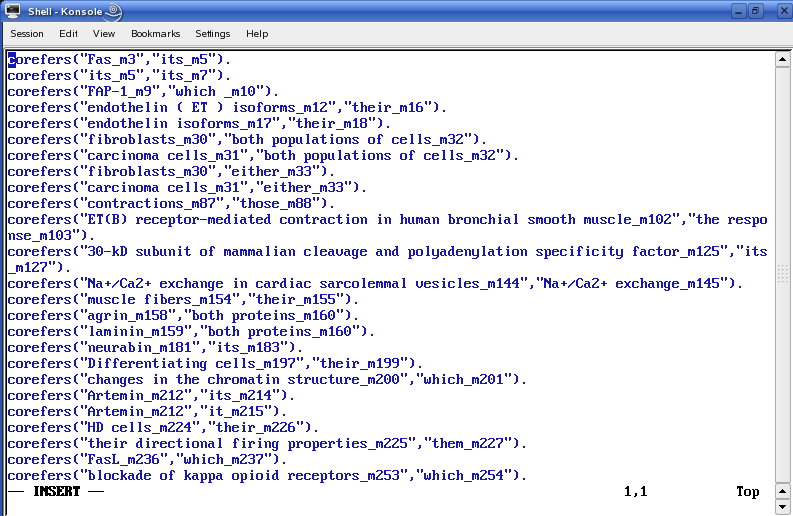 Shell - Konsole
Session Edit View Bookmarks Settings Help
corefers("Fas_m3","its_m5").
corefers("its_m5","its_m7").
corefers("FAP-1_m9","which _m10").
corefers("endothelin ( ET ) isoforms_m12","their_m16").
corefers("endothelin isoforms_m17","their_m18").
corefers("fibroblasts_m30","both populations of cells_m32").
corefers("carcinoma cells_m31","both populations of cells_m32").
corefers("fibroblasts_m30","either_m33").
corefers("carcinoma cells_m31","either_m33").
corefers("contractions_m87","those_m88").
corefers("ET(B) receptor-mediated contraction in human bronchial smooth muscle_m102","the respo
nse_m103").
corefers("30-kD subunit of mammalian cleavage and polyadenylation specificity factor_m125","its
_m127").
corefers("Na+/Ca2+ exchange in cardiac sarcolemmal vesicles_m144","Na+/Ca2+ exchange_m145").
corefers("muscle fibers_m154","their_m155").
corefers("agrin_m158","both proteins_m160").
corefers("laminin_m159","both proteins_m160").
corefers("neurabin_m181","its_m183").
corefers("Differentiating cells_m197","their_m199").
corefers("changes in the chromatin structure_m200","which_m201").
corefers("Artemin_m212","its_m214").
corefers("Artemin_m212","it_m215").
corefers("HD cells_m224","their_m226").
corefers("their directional firing properties_m225","them_m227").
corefers("FasL_m236","which_m237").
corefers("blockade of kappa opioid receptors_m253","which_m254").
-- INSERT -- 1,1 Top